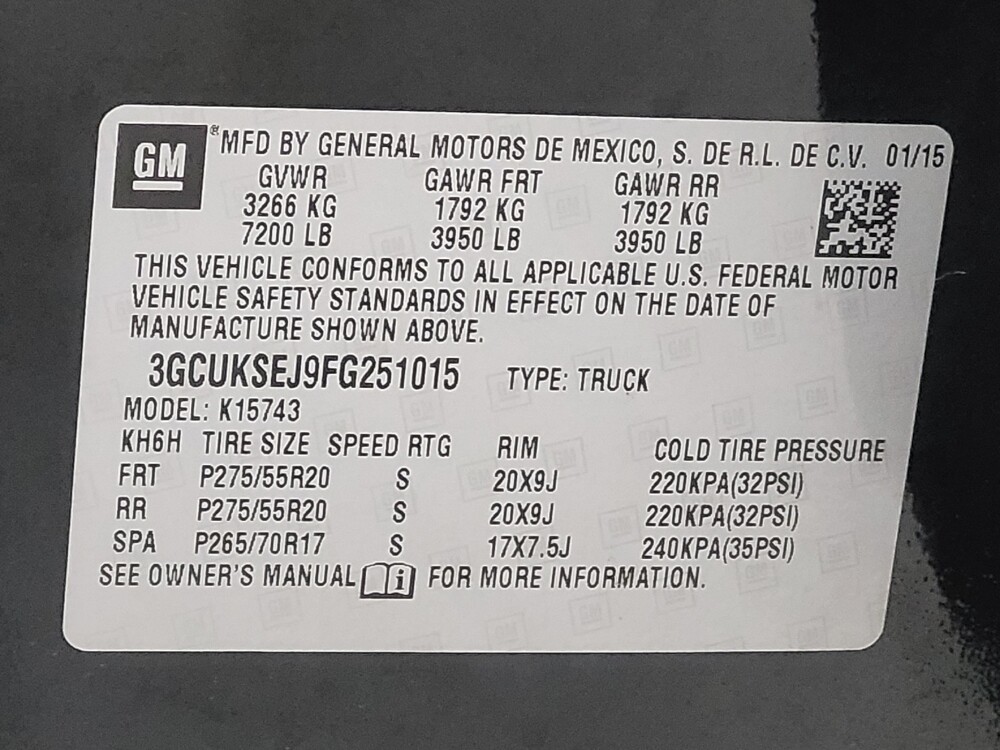 GM ® MFD BY GENERAL MOTORS DE MEXICO, S. DE R.L. DE C.V. 01/15
GVWR GAWR FRT GAWR RR
3266 KG 1792 KG 1792 KG
7200 LB 3950 LB 3950 LB
THIS VEHICLE CONFORMS TO ALL APPLICABLE U.S. FEDERAL MOTOR
VEHICLE SAFETY STANDARDS IN EFFECT ON THE DATE OF
MANUFACTURE SHOWN ABOVE.
3GCUKSEJ9FG251015 TYPE: TRUCK
MODEL: K15743
KH6H TIRE SIZE SPEED RTG RIM COLD TIRE PRESSURE
FRT P275/55R20 S 20X9J 220KPA(32PSI)
RR P275/55R20 S 20X9J 220KPA(32PSI)
SPA P265/70R17 S 17X7.5J 240KPA(35PSI)
SEE OWNER'S MANUAL i FOR MORE INFORMATION.